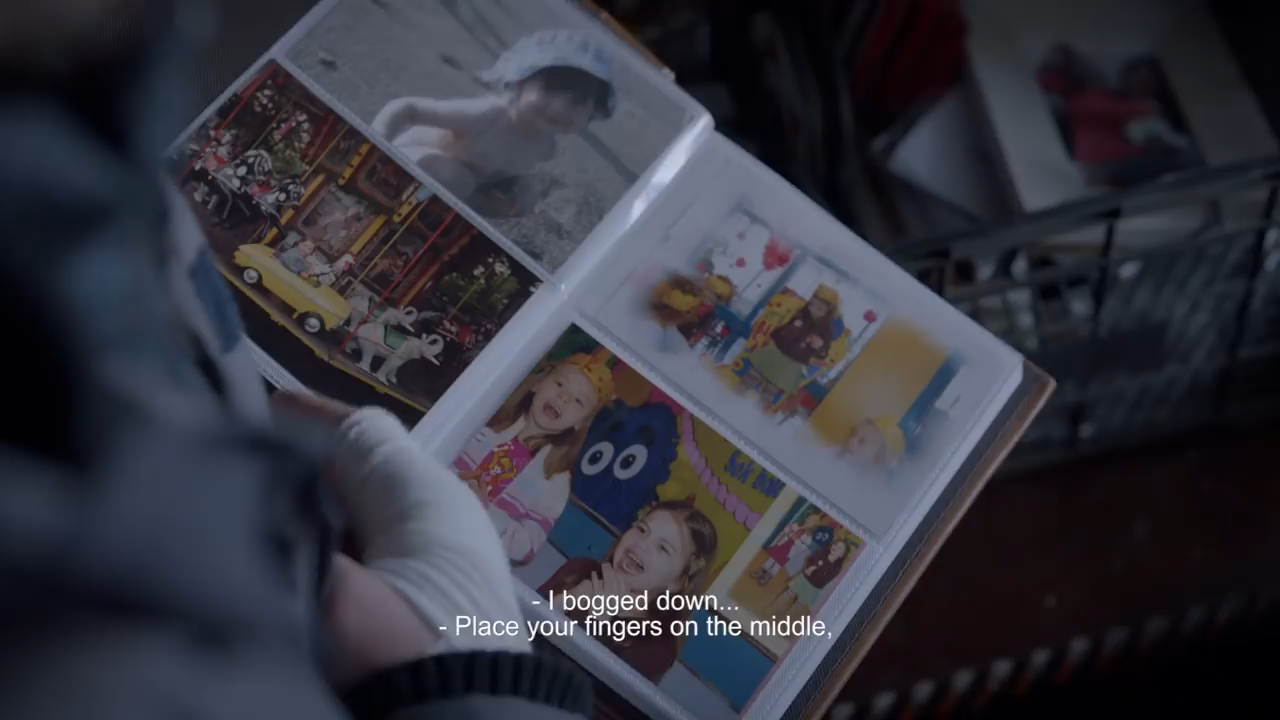 - I bogged down...
- Place your fingers on the middle,